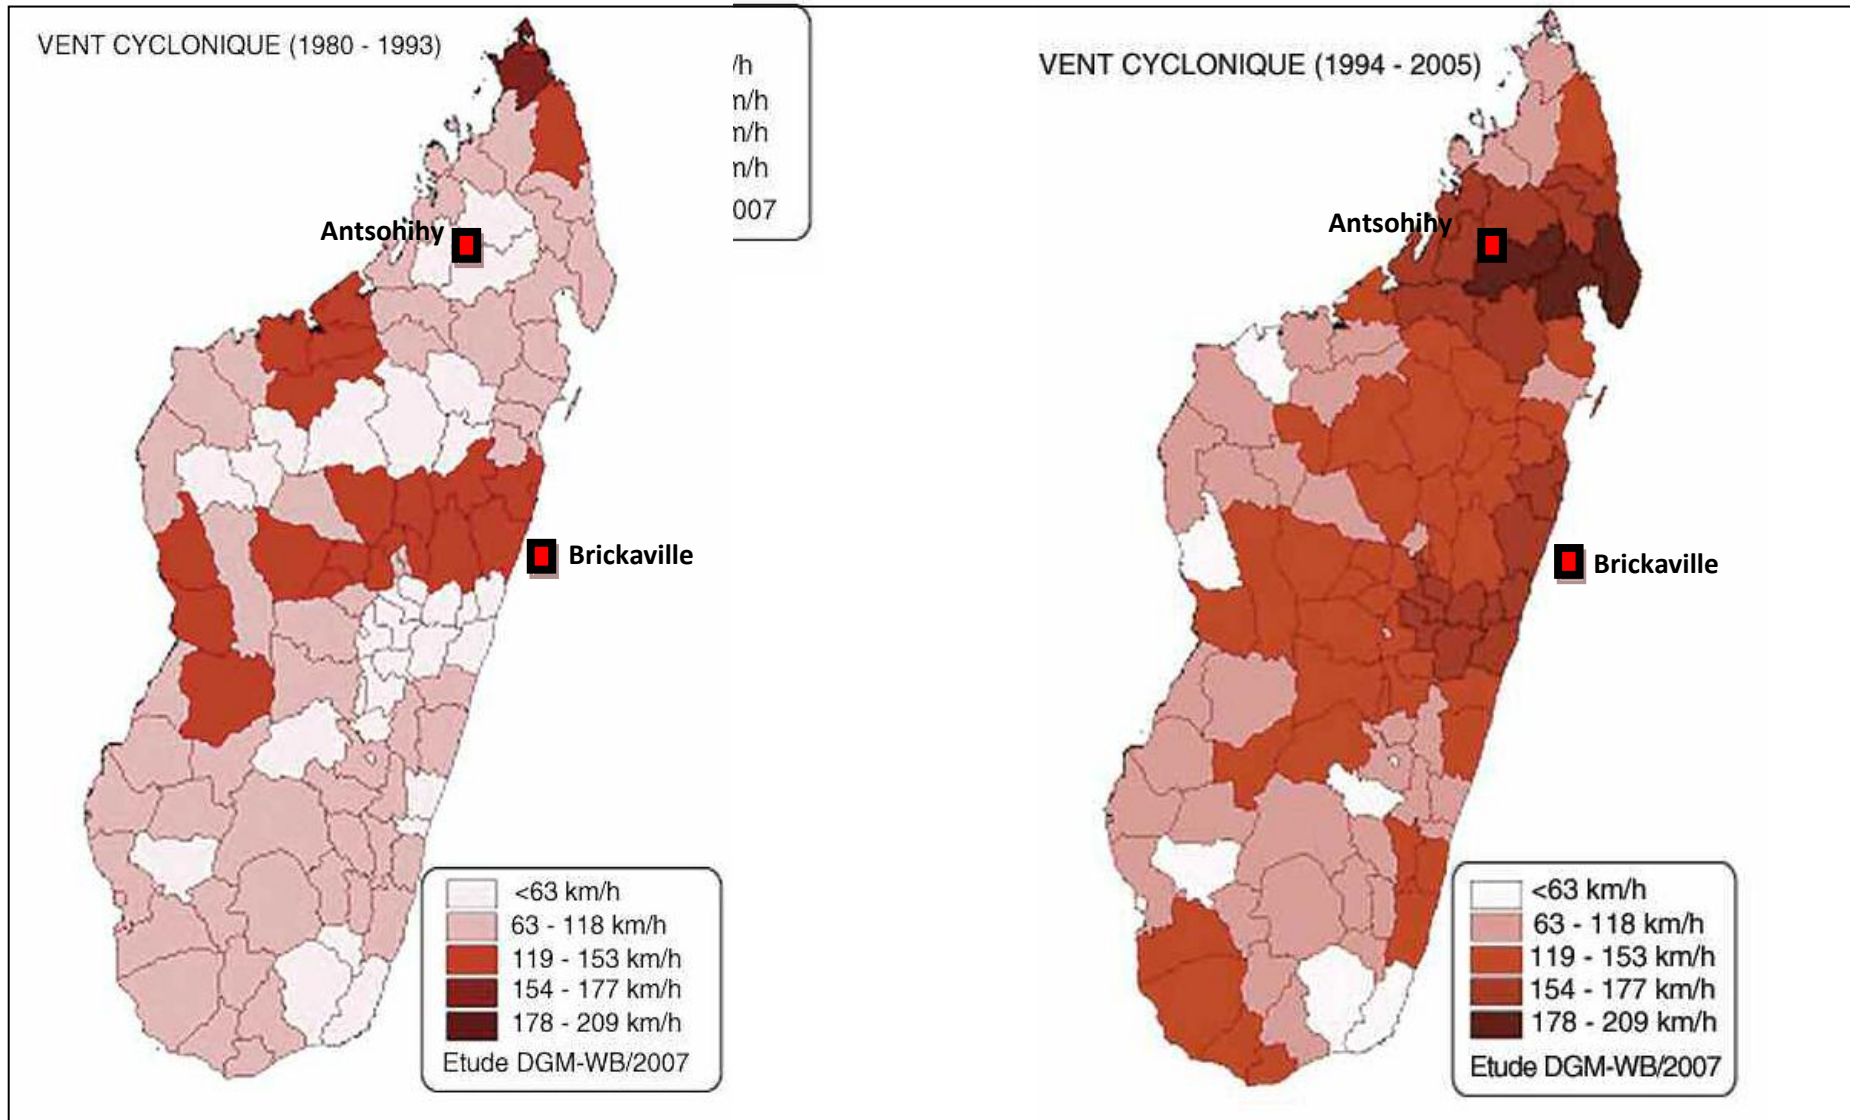 VENT CYCLONIQUE (1980 - 1993)
/h
m/h
m/h
m/h
007
Antsohihy
Brickaville
<63 km/h
63 - 118 km/h
119 - 153 km/h
154 - 177 km/h
178 - 209 km/h
Etude DGM-WB/2007
VENT CYCLONIQUE (1994 - 2005)
Antsohihy
Brickaville
<63 km/h
63 - 118 km/h
119 - 153 km/h
154 - 177 km/h
178 - 209 km/h
Etude DGM-WB/2007